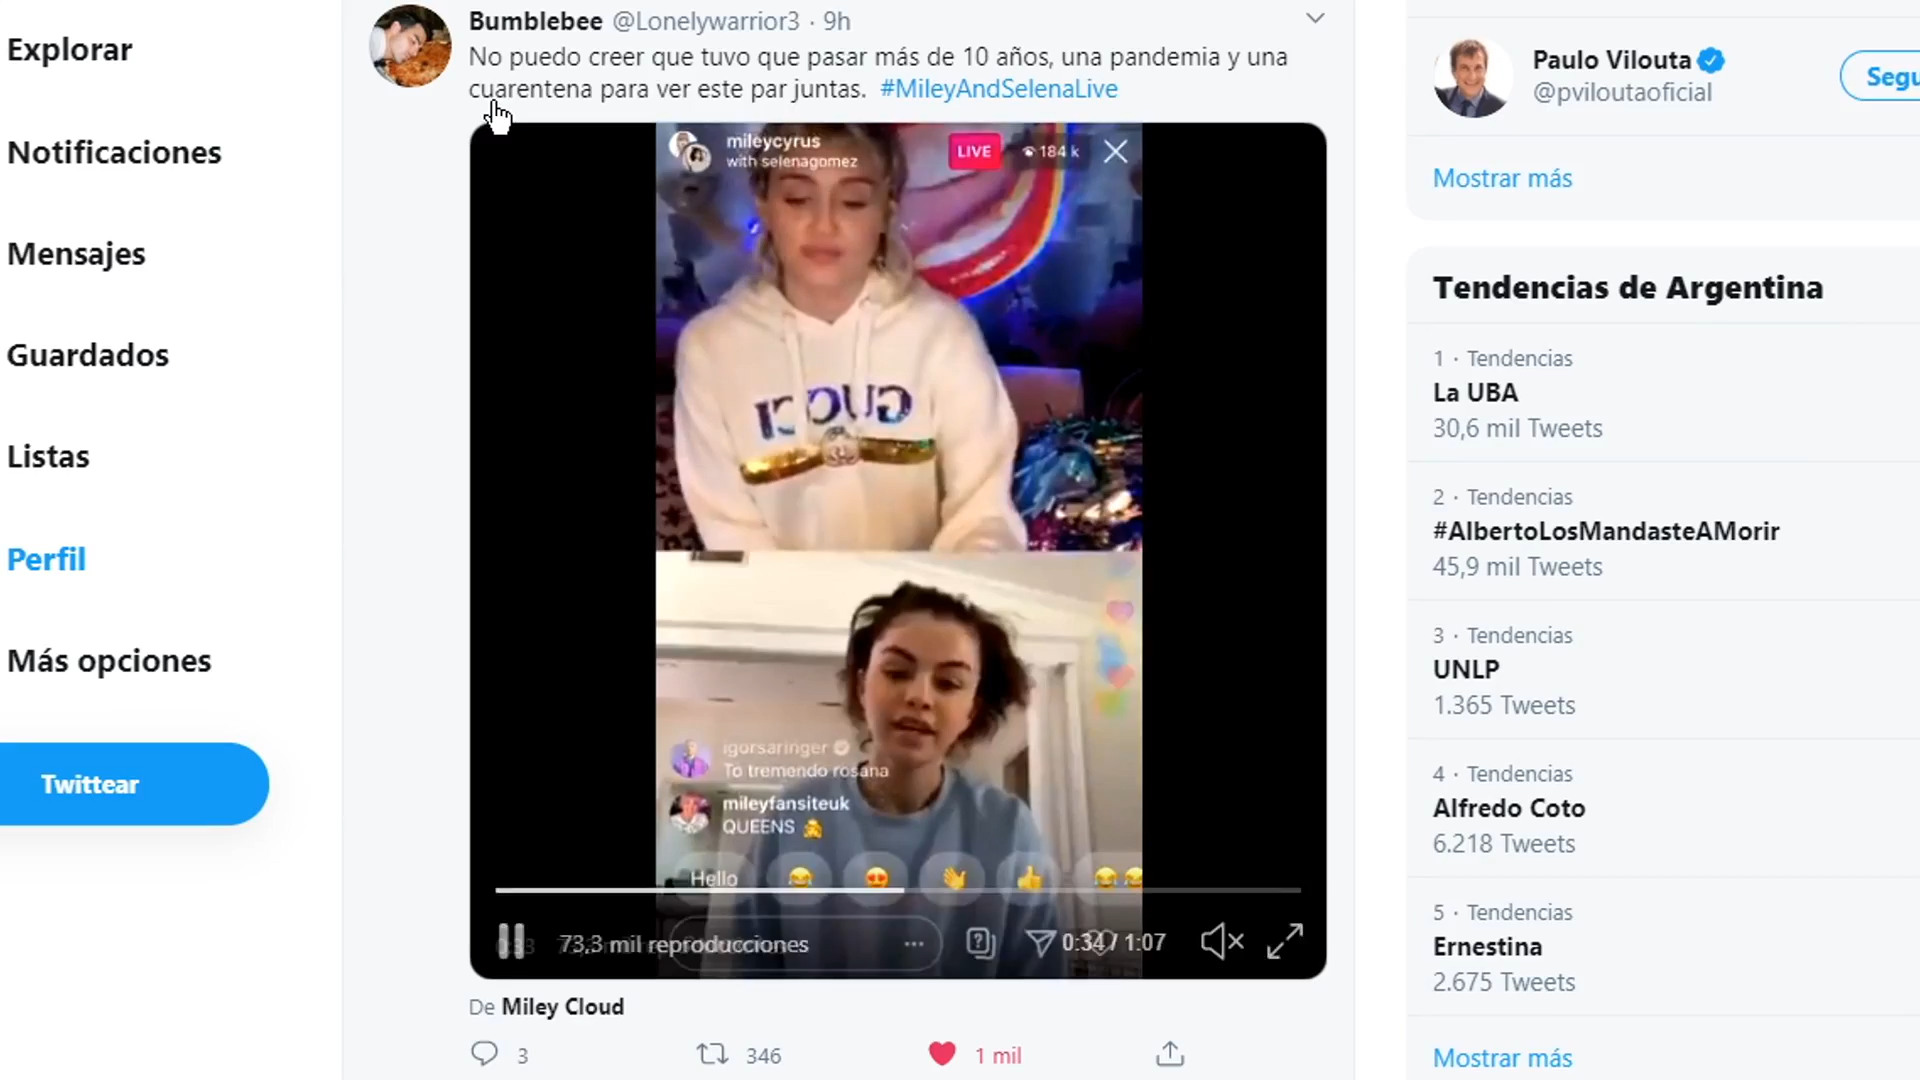 Explorar
Notificaciones
Mensajes
Guardados
Listas
Perfil
Más opciones
Twittear
Bumblebee @Lonelywarrior3 · 9h
No puedo creer que tuvo que pasar más de 10 años, una pandemia y una
cuarentena para ver este par juntas. #MileyAndSelenaLive
mileycyrus
with selenagomez
LIVE
184 k
GUCCI
igorsaringer
To tremendo rosana
mileyfansiteuk
QUEENS
Hello
73,3 mil reproducciones
0:34 / 1:07
De Miley Cloud
3
346
1 mil
Paulo Vilouta
@pviloutaoficial
Segu
Mostrar más
Tendencias de Argentina
1 · Tendencias
La UBA
30,6 mil Tweets
2 · Tendencias
#AlbertoLosMandasteAMorir
45,9 mil Tweets
3 · Tendencias
UNLP
1.365 Tweets
4 · Tendencias
Alfredo Coto
6.218 Tweets
5 · Tendencias
Ernestina
2.675 Tweets
Mostrar más